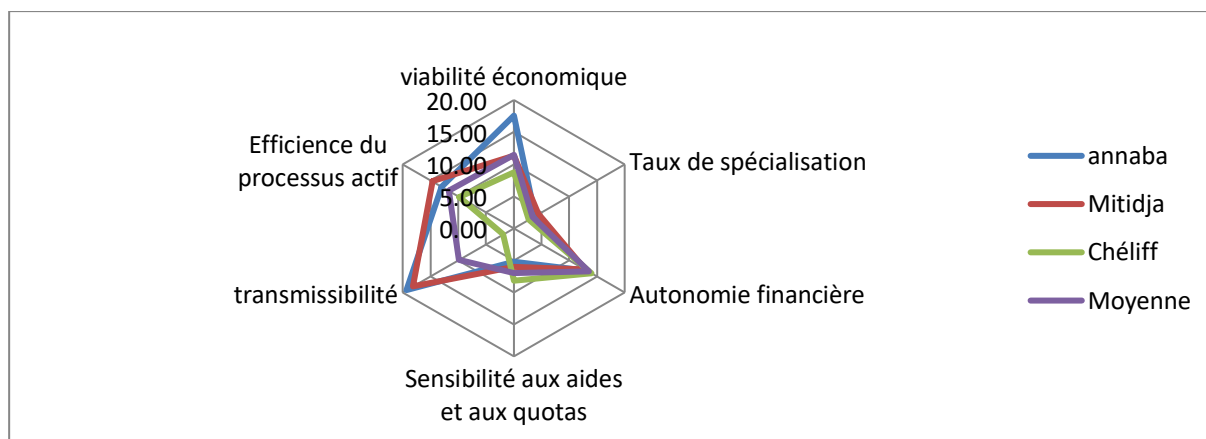 viabilité économique
20.00
15.00
10.00
5.00
0.00
Taux de spécialisation
Autonomie financière
Sensibilité aux aides
et aux quotas
transmissibilité
Efficience du
processus actif
annaba
Mitidja
Chéliff
Moyenne